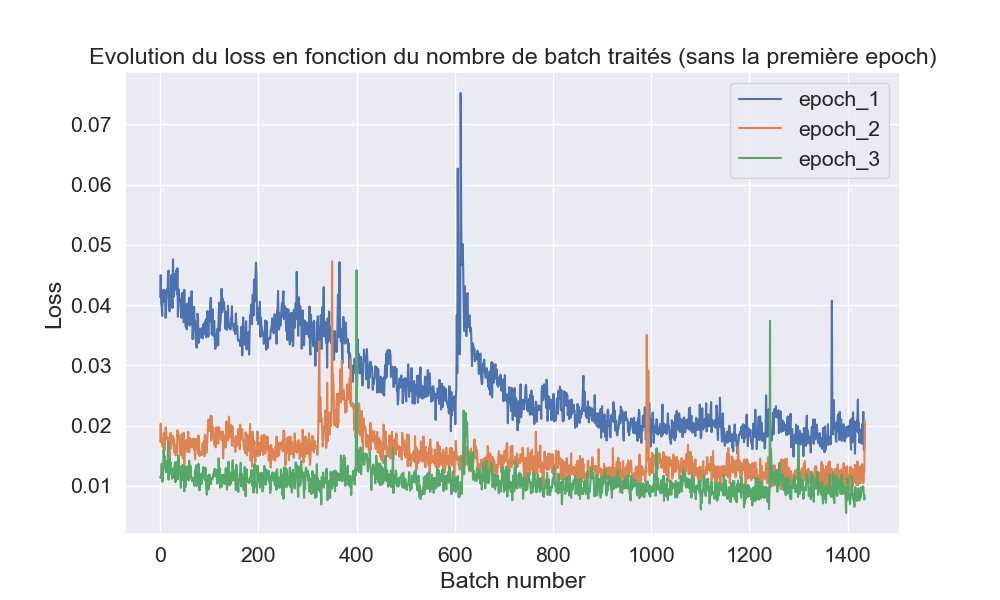 Evolution du loss en fonction du nombre de batch traités (sans la première epoch)
epoch_1
epoch_2
epoch_3
0.07
0.06
0.05
0.04
0.03
0.02
0.01
Loss
0 200 400 600 800 1000 1200 1400
Batch number